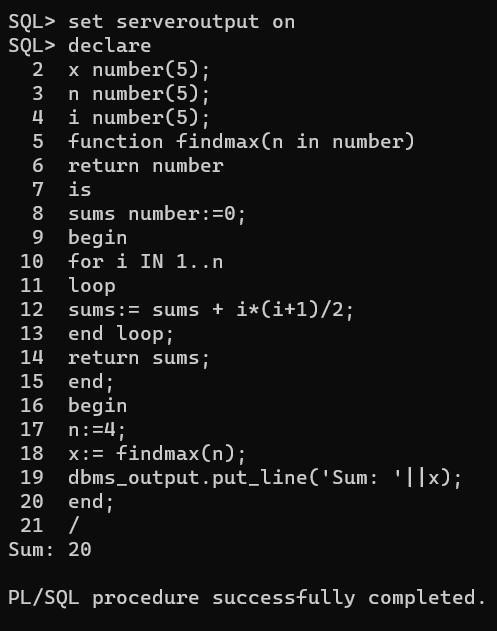 SQL> set serveroutput on
SQL> declare
  2  x number(5);
  3  n number(5);
  4  i number(5);
  5  function findmax(n in number)
  6  return number
  7  is
  8  sums number:=0;
  9  begin
 10  for i IN 1..n
 11  loop
 12  sums:= sums + i*(i+1)/2;
 13  end loop;
 14  return sums;
 15  end;
 16  begin
 17  n:=4;
 18  x:= findmax(n);
 19  dbms_output.put_line('Sum: '||x);
 20  end;
 21  /
Sum: 20

PL/SQL procedure successfully completed.